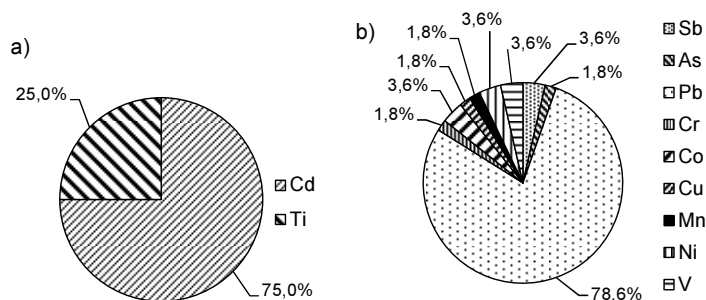 a)
25,0%
75,0%
Cd
Ti
b)
3,6%
1,8%
3,6%
3,6%
1,8%
1,8%
3,6%
1,8%
78,6%
Sb
As
Pb
Cr
Co
Cu
Mn
Ni
V